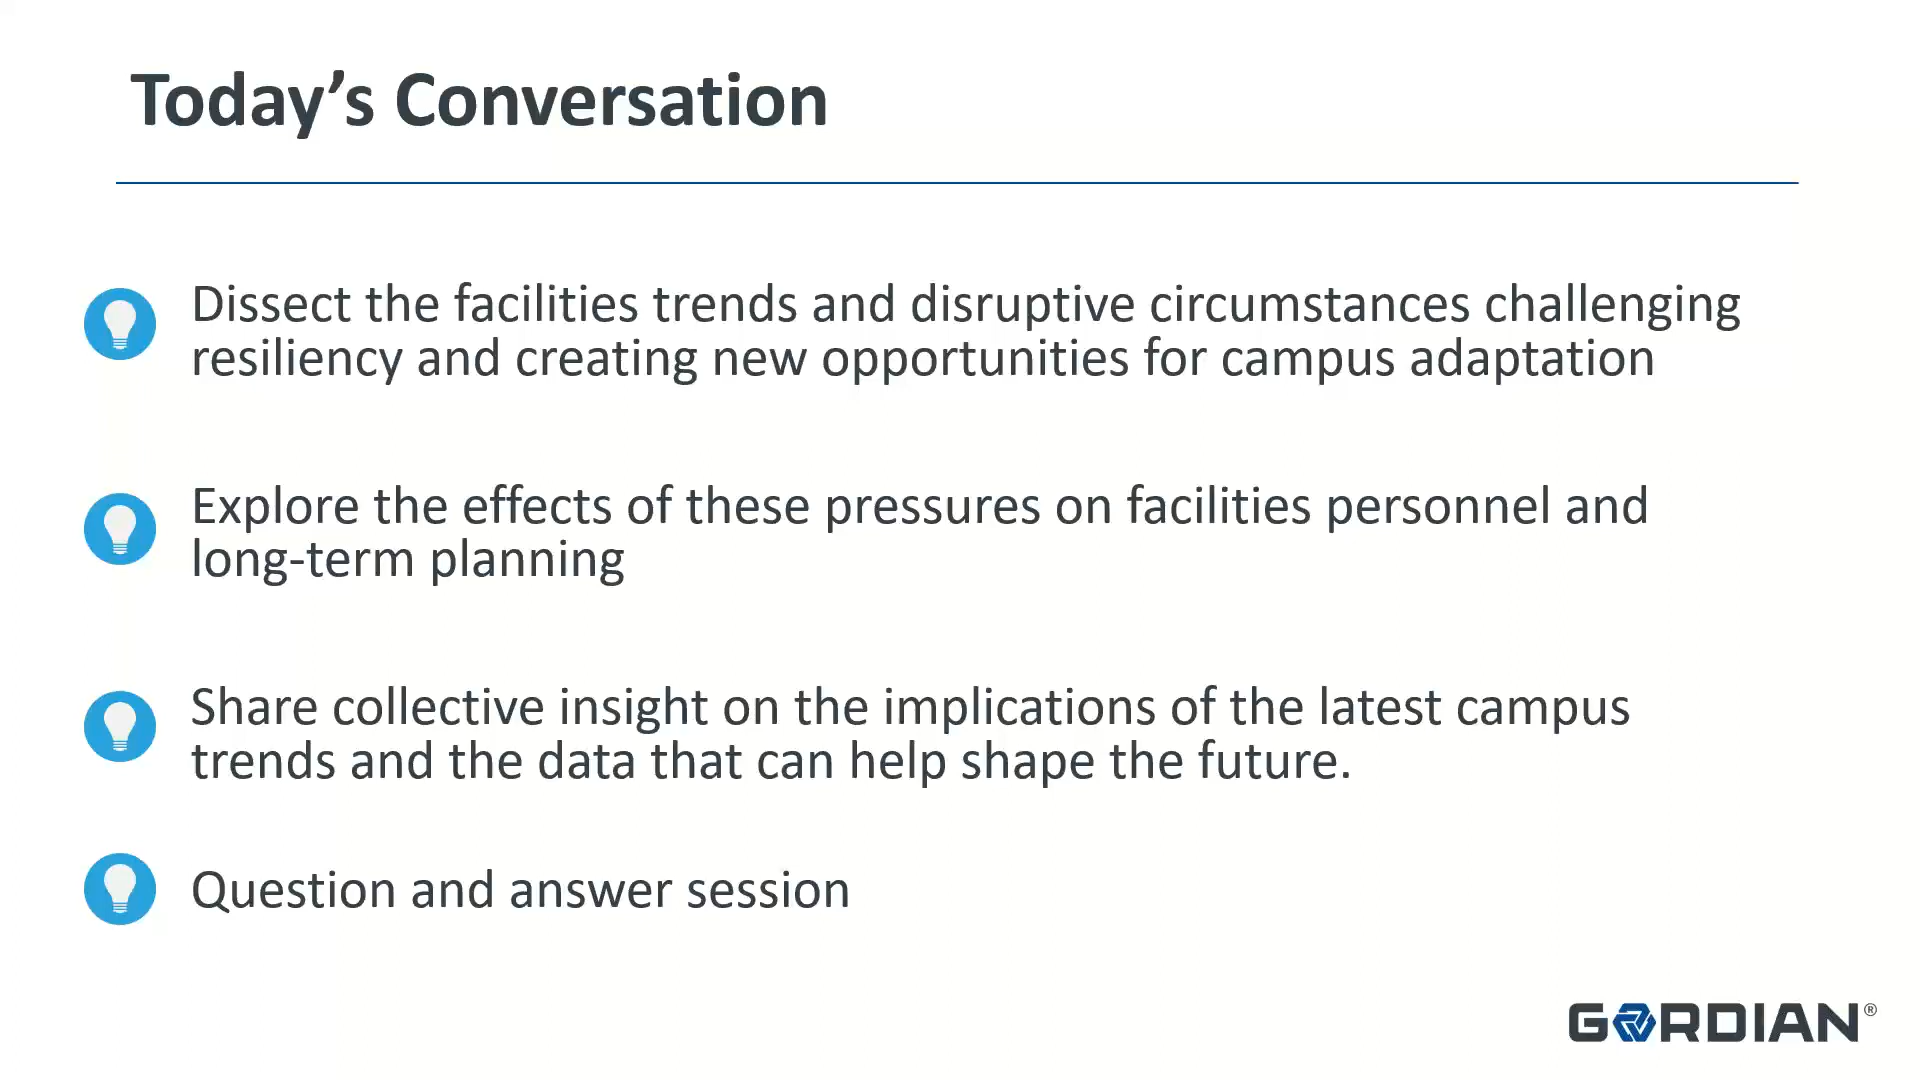 Today’s Conversation
Dissect the facilities trends and disruptive circumstances challenging
resiliency and creating new opportunities for campus adaptation
Explore the effects of these pressures on facilities personnel and
long-term planning
Share collective insight on the implications of the latest campus
trends and the data that can help shape the future.
Question and answer session
GORDIAN®